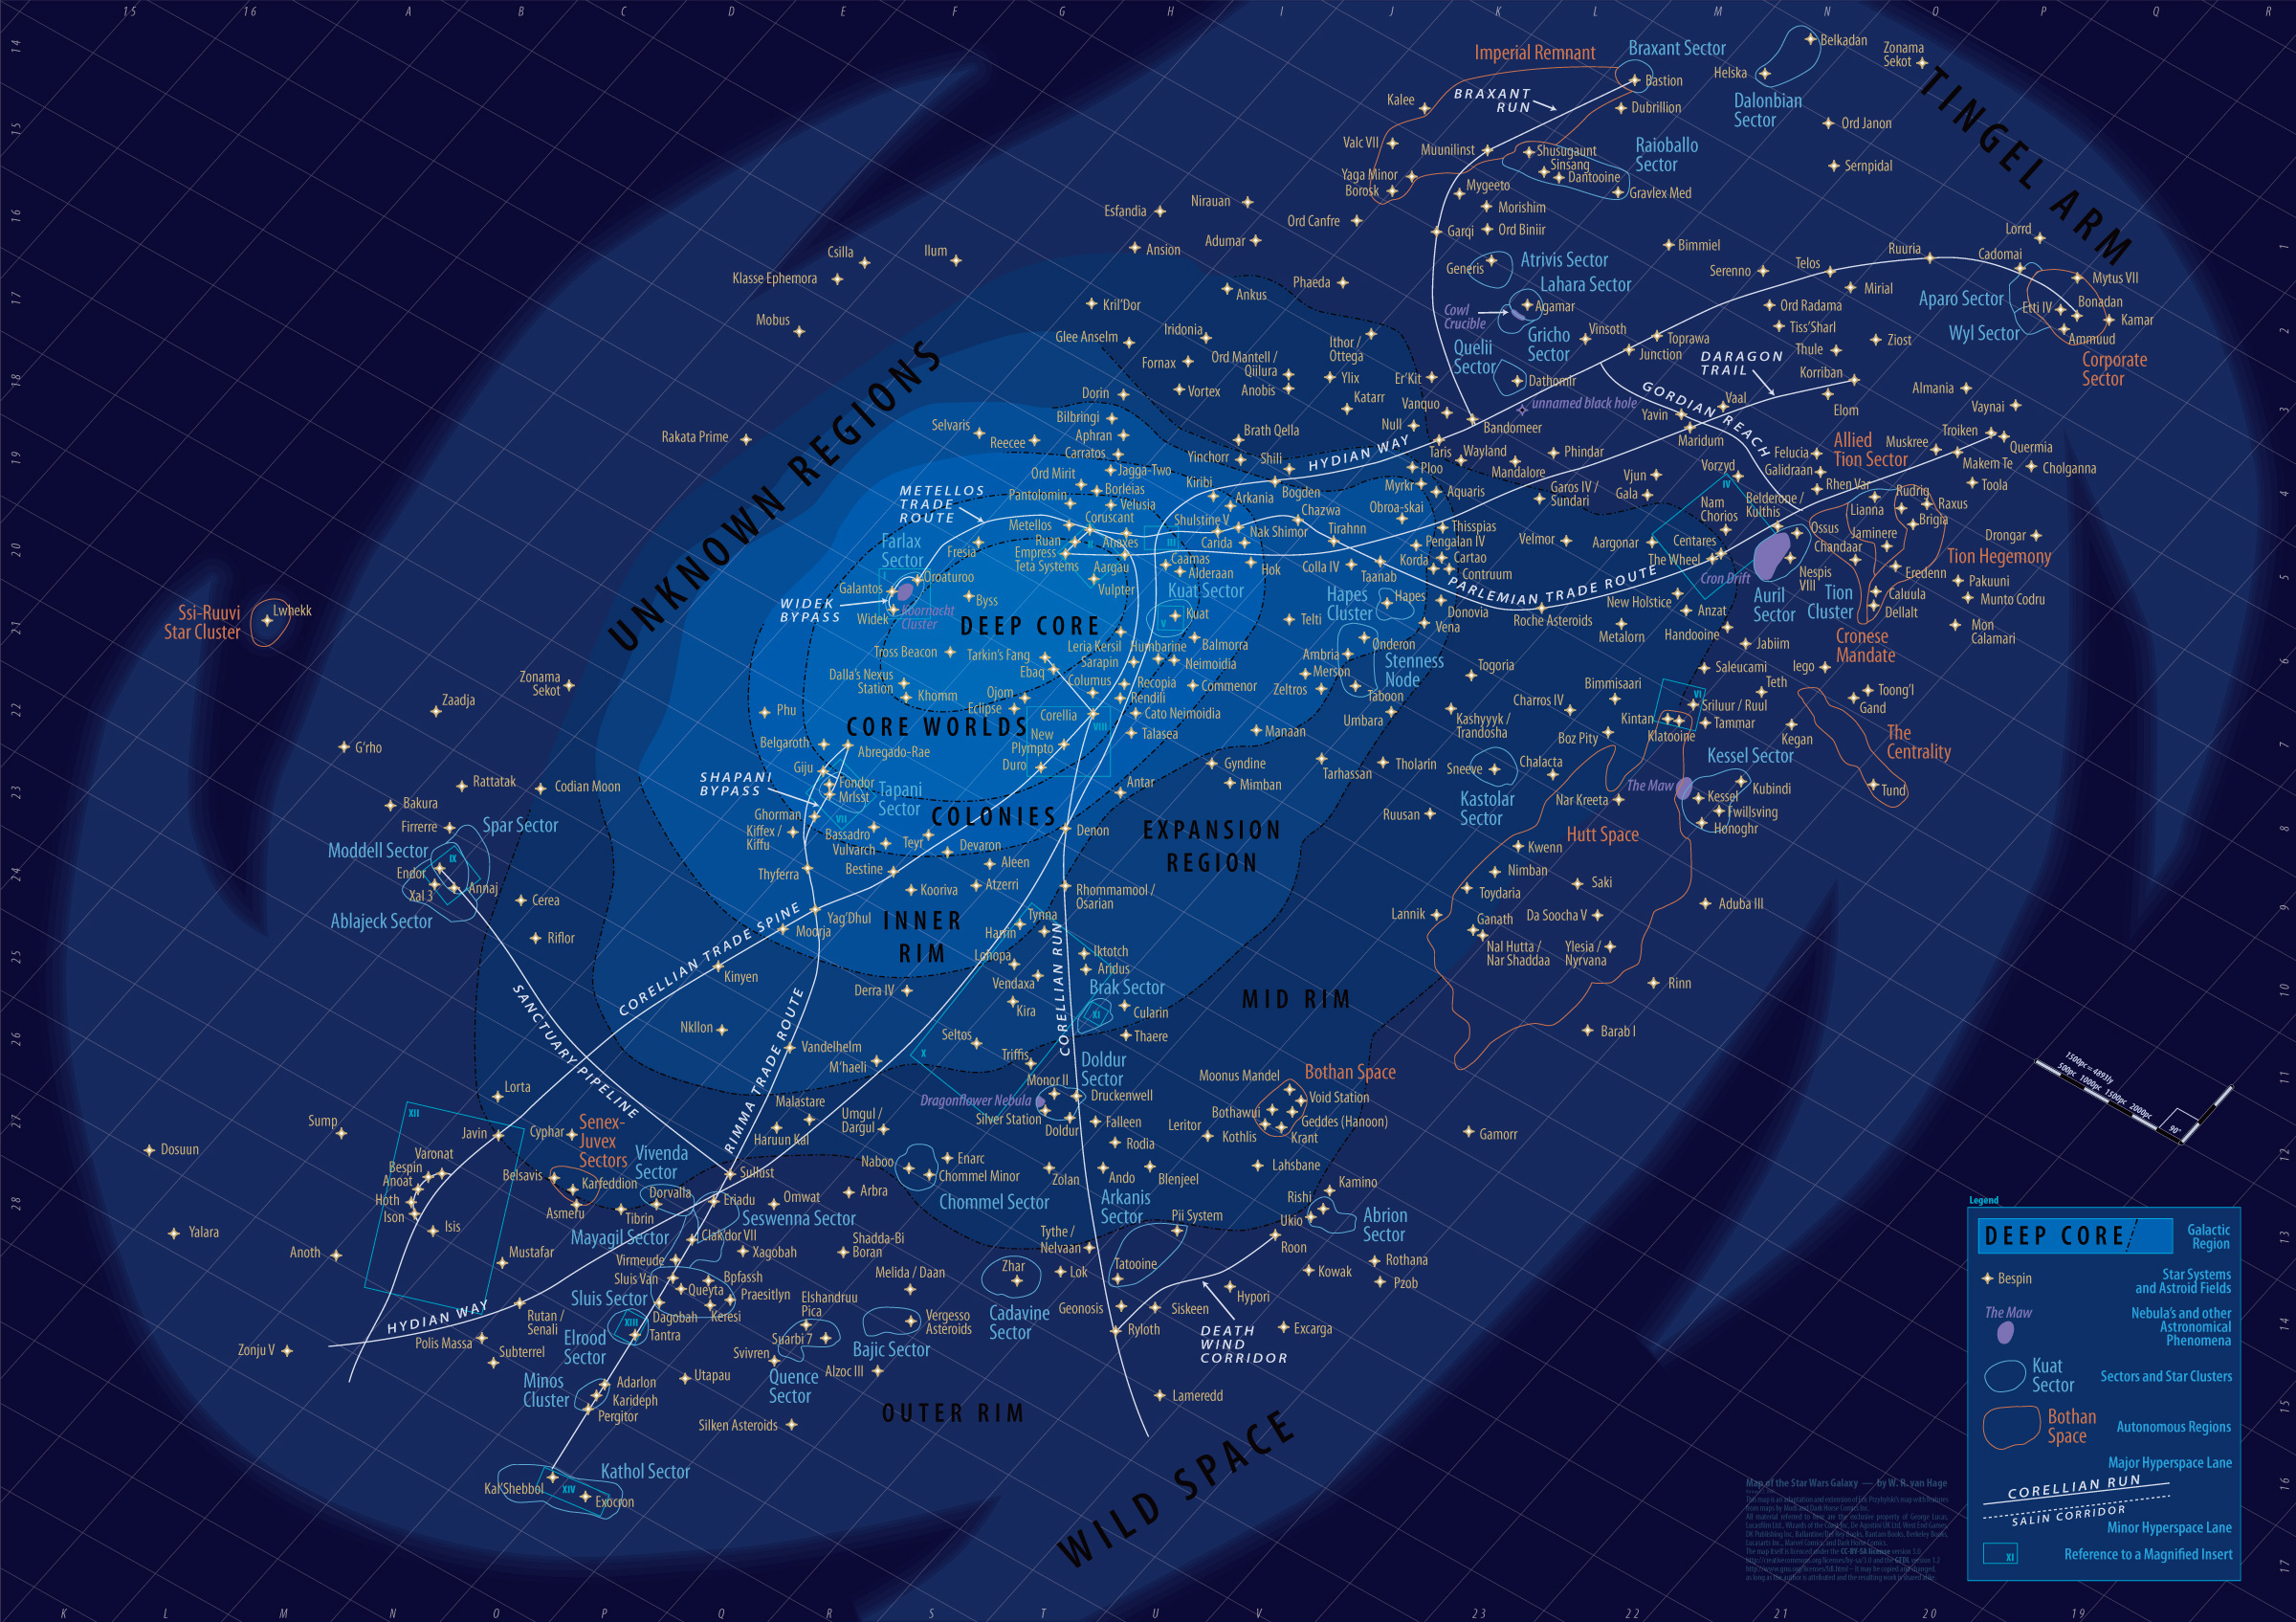 15
16
A
B
C
D
E
F
G
H
I
J
K
L
M
N
O
P
Q
R
14
15
16
17
18
19
20
21
22
23
24
25
26
27
28
1
2
3
4
5
6
7
8
9
10
11
12
13
14
15
16
17
TINGEL ARM
UNKNOWN REGIONS
WILD SPACE
DEEP CORE
CORE WORLDS
COLONIES
INNER
RIM
EXPANSION
REGION
MID RIM
OUTER RIM
Imperial Remnant
Braxant Sector
Bastion
Belkadan
Zonama
Sekot
Helska
Dalonbian
Sector
BRAXANT
RUN
Kalee
Dubrillion
Ord Janon
Valc VII
Muunilinst
Shusugaunt
Sinsang
Dantooine
Raioballo
Sector
Sernpidal
Yaga Minor
Borosk
Mygeeto
Gravlex Med
Morishim
Nirauan
Esfandia
Ord Canfre
Garqi
Ord Biniir
Adumar
Ansion
Bimmiel
Lorrd
Cadomai
Ruuria
Csilla
Ilum
Klasse Ephemora
Generis
Atrivis Sector
Lahara Sector
Serenno
Telos
Mytus VII
Phaeda
Ankus
Mirial
Aparo Sector
Etti IV
Bonadan
Kamar
Kril'Dor
Cowl
Crucible
Agamar
Ord Radama
Mobus
Gricho
Sector
Vinsoth
Toprawa
Tiss'Sharl
Wyl Sector
Ammuud
Iridonia
Glee Anselm
Ithor /
Ottega
Quelii
Sector
Junction
DARAGON
TRAIL
Thule
Ziost
Corporate
Sector
Fornax
Ord Mantell /
Qiilura
Anobis
Ylix
Er'Kit
Dathomir
Korriban
Dorin
Vortex
Katarr
Vanquo
unnamed black hole
GORDIAN REACH
Vaal
Yavin
Elom
Almania
Vaynai
Bilbringi
Null
Bandomeer
Maridum
Troiken
Rakata Prime
Selvaris
Reecee
Aphran
Brath Qella
HYDIAN WAY
Taris
Wayland
Phindar
Felucia
Allied
Tion Sector
Muskree
Quermia
Carratos
Yinchorr
Shili
Ploo
Mandalore
Vorzyd
Galidraan
Makem Te
Cholganna
Ord Mirit
Jagga-Two
Kiribi
Bogden
Myrkr
Aquaris
Vjun
Rhen Var
Toola
METELLOS
TRADE
ROUTE
Pantolomin
Borleias
Arkania
Garos IV /
Sundari
Gala
IV
Belderone /
Kulthis
Rudrig
Raxus
Velusia
Chazwa
Obroa-skai
Nam
Chorios
Lianna
Brigia
Metellos
Coruscant
Shulstine V
Nak Shimor
Tirahnn
Thisspias
Ossus
Jaminere
Drongar
Farlax
Sector
Fresia
Ruan
Anaxes
III
Carida
Pengalan IV
Velmor
Aargonar
Centares
Chandaar
Tion Hegemony
Empress
Teta Systems
Aargau
Caamas
Alderaan
Hok
Colla IV
Korda
Cartao
The Wheel
Cron Drift
Nespis
VIII
Eredenn
Pakuuni
Galantos
Oroaturoo
Vulpter
Kuat Sector
Taanab
Contruum
PARLEMIAN TRADE ROUTE
New Holstice
Anzat
Auril
Sector
Tion
Cluster
Caluula
Dellalt
Munto Codru
WIDEK
BYPASS
Widek
Koornacht
Cluster
Byss
V
Kuat
Telti
Hapes
Cluster
Hapes
Donovia
Vena
Roche Asteroids
Metalorn
Handooine
Cronese
Mandate
Mon
Calamari
Ssi-Ruuvi
Star Cluster
Lwhekk
Tross Beacon
Tarkin's Fang
Leria Kersil
Humbarine
Balmorra
Sarapin
Neimoidia
Onderon
Ambria
Merson
Stenness
Node
Togoria
Jabiim
Saleucami
Iego
Dalla's Nexus
Station
Khomm
Ebaq
Columus
Recopia
Commenor
Zeltros
Taboon
Bimmisaari
Teth
Toong'l
Gand
Zonama
Sekot
Zaadja
Phu
Ojom
Eclipse
Rendili
Cato Neimoidia
Umbara
Charros IV
VI
Sriluur / Ruul
Kintan
Tammar
Corellia
VIII
Talasea
Manaan
Kashyyyk /
Trandosha
Boz Pity
Klatooine
Kegan
The
Centrality
G'rho
Belgaroth
Abregado-Rae
New
Plympto
Duro
Gyndine
Tarhassan
Tholarin
Sneeve
Chalacta
Kessel Sector
Rattatak
Codian Moon
SHAPANI
BYPASS
Giju
Fondor
Mrlsst
Tapani
Sector
Antar
Mimban
Kastolar
Sector
Nar Kreeta
The Maw
Kessel
Kubindi
Tund
Bakura
Fwillsving
Honoghr
Firrerre
Spar Sector
Ghorman
VII
Kiffex /
Kiffu
Bassadro
Vulvarch
Teyr
Denon
Ruusan
Hutt Space
Moddell Sector
IX
Devaron
Kwenn
Endor
Xal 3
Annaj
Thyferra
Bestine
Aleen
Nimban
Ablajeck Sector
Cerea
Kooriva
Atzerri
Rhommamool /
Osarian
Toydaria
Saki
Lannik
Ganath
Da Soocha V
Aduba III
Riflor
CORELLIAN TRADE SPINE
Yag'Dhul
Moorja
Tynna
Harrin
Nal Hutta /
Nar Shaddaa
Ylesia /
Nyrvana
Kinyen
Lonopa
Iktotch
Aridus
Derra IV
Vendaxa
Brak Sector
Rinn
SANCTUARY PIPELINE
Kira
XI
Cularin
Nkllon
RIMMA TRADE ROUTE
Seltos
CORELLIAN RUN
Thaere
Barab I
Vandelhelm
M'haeli
X
Triffis
Doldur
Sector
Lorta
Monor II
Druckenwell
Moonus Mandel
Bothan Space
Void Station
Malastare
Umgul /
Dargul
Dragonflower Nebula
Silver Station
Doldur
Falleen
Bothawui
Geddes (Hanoon)
Sump
XII
Javin
Cyphar
Senex-
Juvex
Sectors
Haruun Kal
Rodia
Leritor
Kothlis
Krant
Gamorr
Dosuun
Varonat
Bespin
Anoat
Belsavis
Karfeddion
Vivenda
Sector
Sullust
Naboo
Enarc
Chommel Minor
Zolan
Ando
Blenjeel
Lahsbane
Hoth
Ison
Asmeru
Dorvalla
Eriadu
Omwat
Arbra
Chommel Sector
Arkanis
Sector
Kamino
Rishi
Isis
Tibrin
Seswenna Sector
Pii System
Ukio
Abrion
Sector
Yalara
Anoth
Mustafar
Mayagil Sector
Clak'dor VII
Xagobah
Shadda-Bi
Boran
Tythe /
Nelvaan
Roon
Virmeude
Sluis Van
Bpfassh
Melida / Daan
Zhar
Lok
Tatooine
Kowak
Rothana
Pzob
Sluis Sector
Queyta
Praesitlyn
Elshandruu
Pica
Cadavine
Sector
Geonosis
Siskeen
Hypori
HYDIAN WAY
Rutan /
Senali
Dagobah
Keresi
Vergesso
Asteroids
Ryloth
Excarga
Polis Massa
Elrood
Sector
XIII
Tantra
Suarbi 7
Bajic Sector
DEATH
WIND
CORRIDOR
Zonju V
Subterrel
Svivren
Quence
Sector
Alzoc III
Minos
Cluster
Adarlon
Karideph
Pergitor
Utapau
Lameredd
Silken Asteroids
Kathol Sector
Kal'Shebbol
XIV
Exocron
1500pc=4893ly
500pc 1000pc 1500pc 2000pc
90°
Legend
DEEP CORE
Galactic
Region
Bespin
Star Systems
and Astroid Fields
The Maw
Nebula's and other
Astronomical
Phenomena
Kuat
Sector
Sectors and Star Clusters
Bothan
Space
Autonomous Regions
Major Hyperspace Lane
CORELLIAN RUN
SALIN CORRIDOR
Minor Hyperspace Lane
XI
Reference to a Magnified Insert
Map of the Star Wars Galaxy — by W. R. van Hage
K
L
M
N
O
P
Q
R
S
T
U
V
23
22
21
20
19